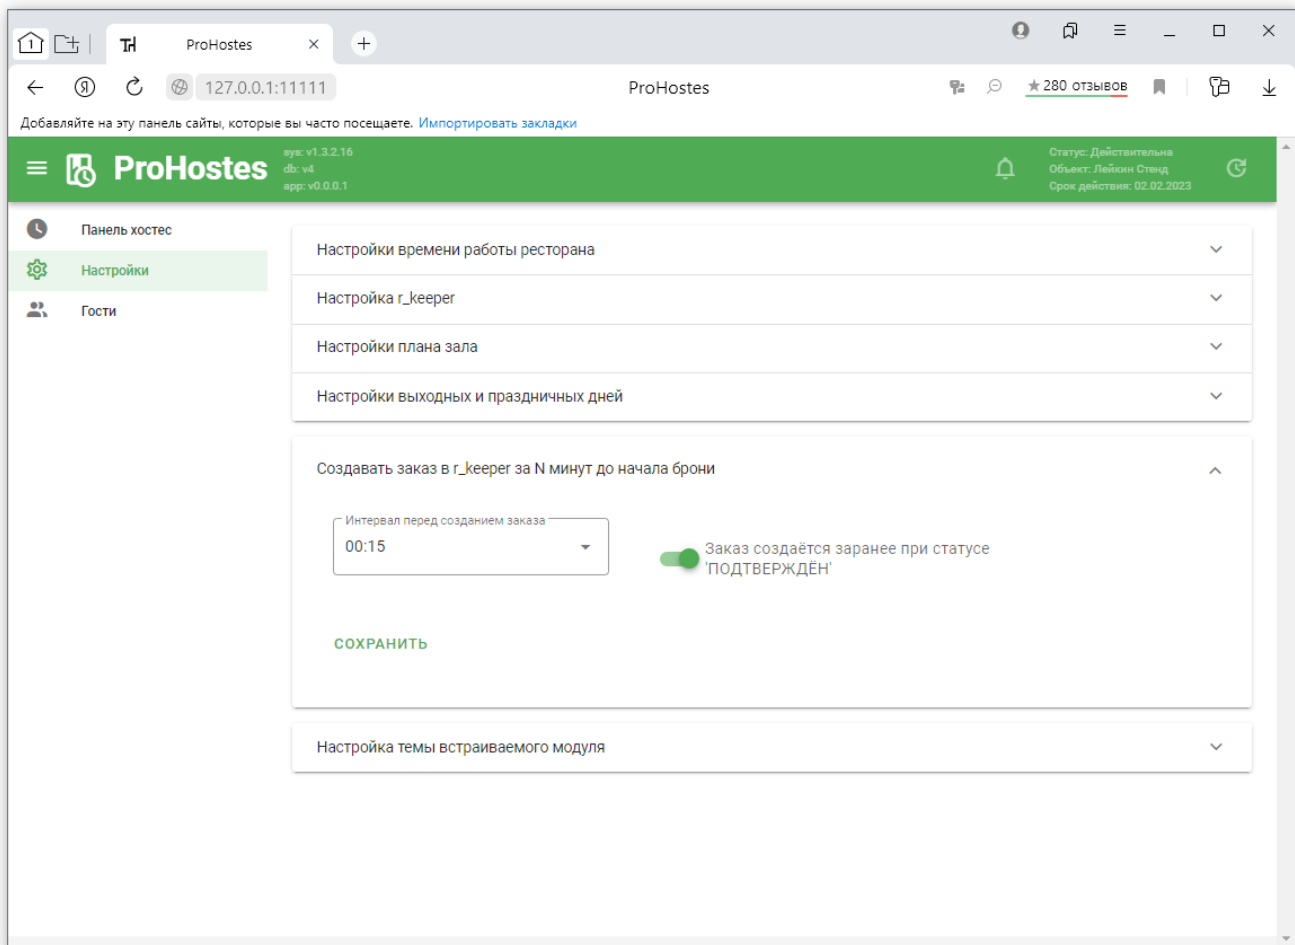 1
ProHostes
127.0.0.1:11111
ProHostes
280 отзывов
Добавляйте на эту панель сайты, которые вы часто посещаете. Импортировать закладки
ProHostes
sys: v1.3.2.16
db: v4
app: v0.0.0.1
Статус: Действительна
Объект: Лейкин Стенд
Срок действия: 02.02.2023
Панель хостес
Настройки
Гости
Настройки времени работы ресторана
Настройка r_keeper
Настройки плана зала
Настройки выходных и праздничных дней
Создавать заказ в r_keeper за N минут до начала брони
Интервал перед созданием заказа
00:15
Заказ создаётся заранее при статусе
'ПОДТВЕРЖДЁН'
СОХРАНИТЬ
Настройка темы встраиваемого модуля